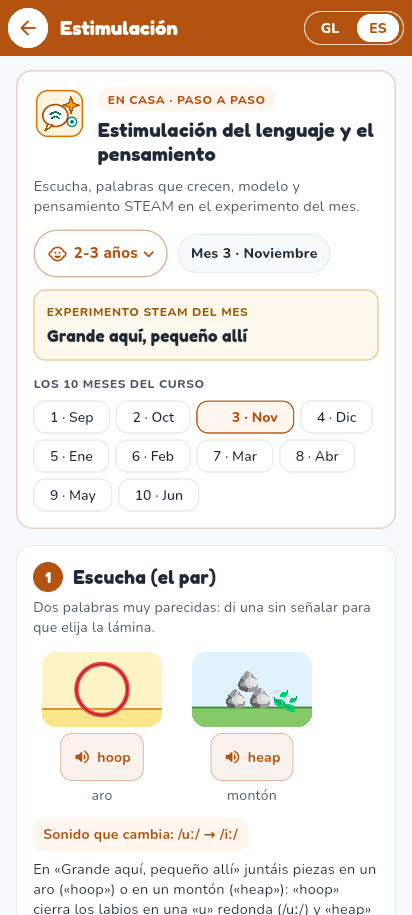 Estimulación
GL
ES
EN CASA · PASO A PASO
Estimulación del lenguaje y el
pensamiento
Escucha, palabras que crecen, modelo y
pensamiento STEAM en el experimento del mes.
2-3 años
Mes 3 · Noviembre
EXPERIMENTO STEAM DEL MES
Grande aquí, pequeño allí
LOS 10 MESES DEL CURSO
1 · Sep
2 · Oct
3 · Nov
4 · Dic
5 · Ene
6 · Feb
7 · Mar
8 · Abr
9 · May
10 · Jun
1
Escucha (el par)
Dos palabras muy parecidas: di una sin señalar para
que elija la lámina.
hoop
heap
aro
montón
Sonido que cambia: /uː/ → /iː/
En «Grande aquí, pequeño allí» juntáis piezas en un
aro («hoop») o en un montón («heap»): «hoop»
cierra los labios en una «u» redonda (/uː/) y «heap»